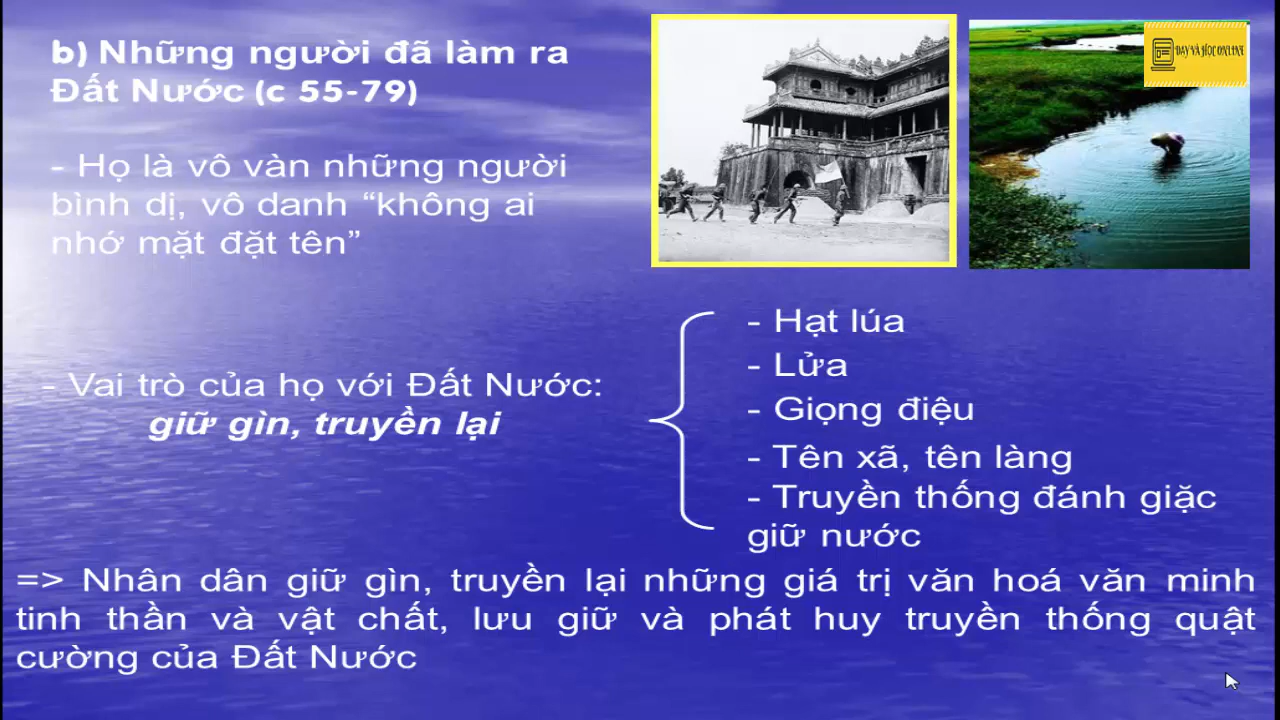 b) Những người đã làm ra
Đất Nước (c 55-79)
- Họ là vô vàn những người
bình dị, vô danh “không ai
nhớ mặt đặt tên”
DẠY VÀ HỌC ONLINE
- Vai trò của họ với Đất Nước:
giữ gìn, truyền lại
- Hạt lúa
- Lửa
- Giọng điệu
- Tên xã, tên làng
- Truyền thống đánh giặc
giữ nước
=> Nhân dân giữ gìn, truyền lại những giá trị văn hoá văn minh
tinh thần và vật chất, lưu giữ và phát huy truyền thống quật
cường của Đất Nước